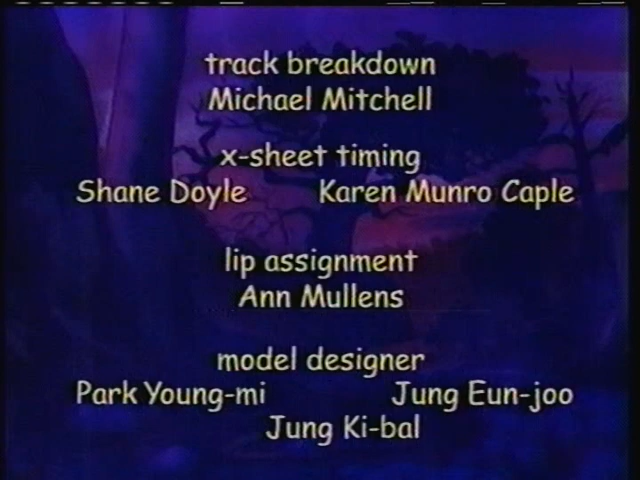 track breakdown
Michael Mitchell
x-sheet timing
Shane Doyle Karen Munro Caple
lip assignment
Ann Mullens
model designer
Park Young-mi Jung Eun-joo
Jung Ki-bal